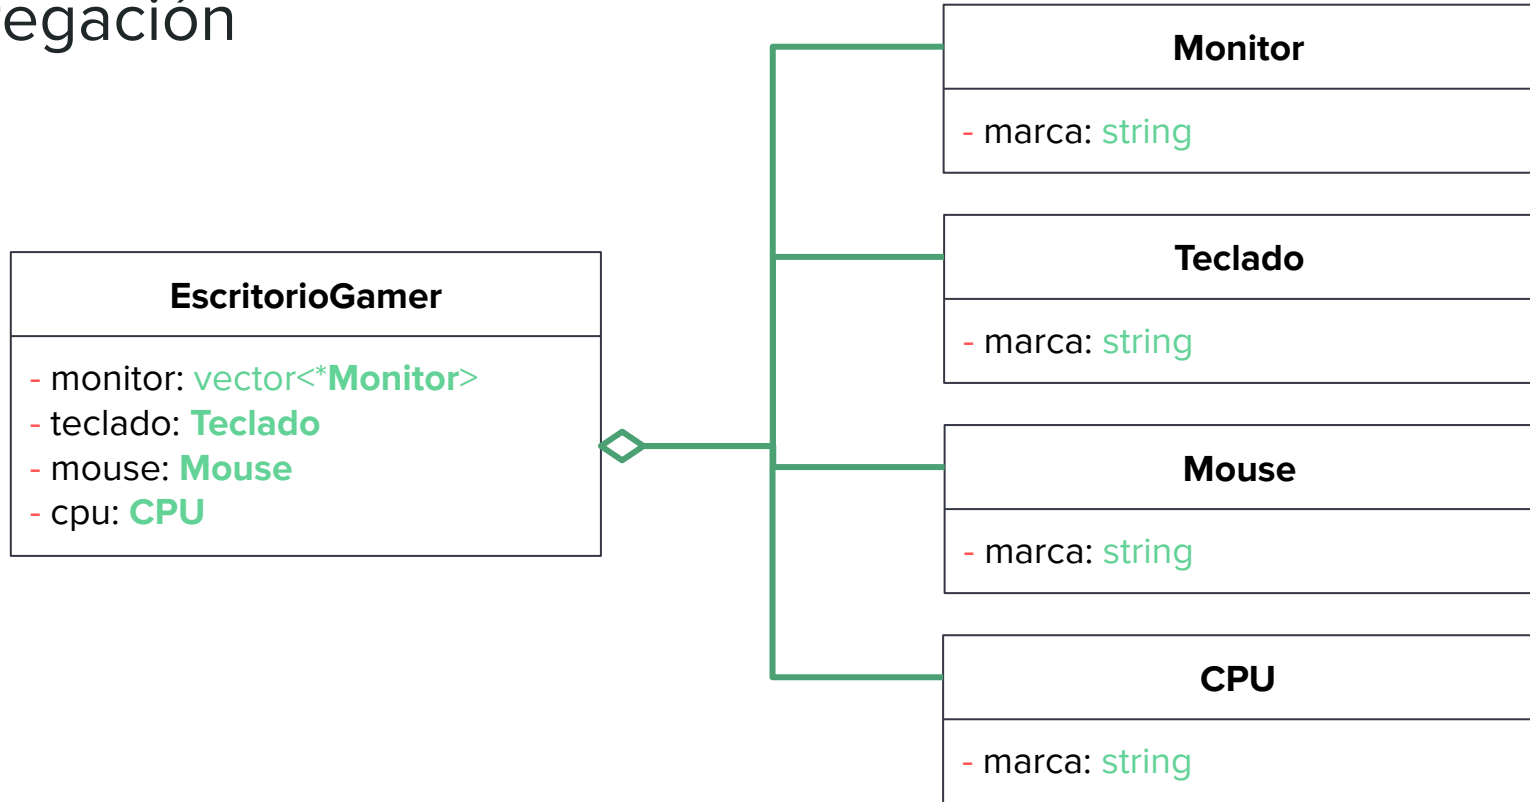 regación
EscritorioGamer
- monitor: vector<*Monitor>
- teclado: Teclado
- mouse: Mouse
- cpu: CPU
Monitor
- marca: string
Teclado
- marca: string
Mouse
- marca: string
CPU
- marca: string